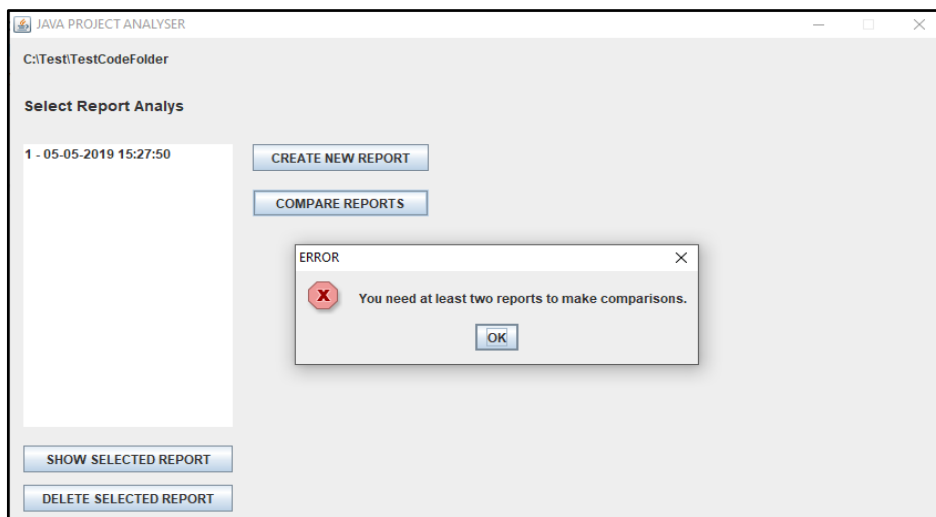 JAVA PROJECT ANALYSER
C:\Test\TestCodeFolder
Select Report Analys
1 - 05-05-2019 15:27:50
CREATE NEW REPORT
COMPARE REPORTS
ERROR
X
You need at least two reports to make comparisons.
OK
SHOW SELECTED REPORT
DELETE SELECTED REPORT